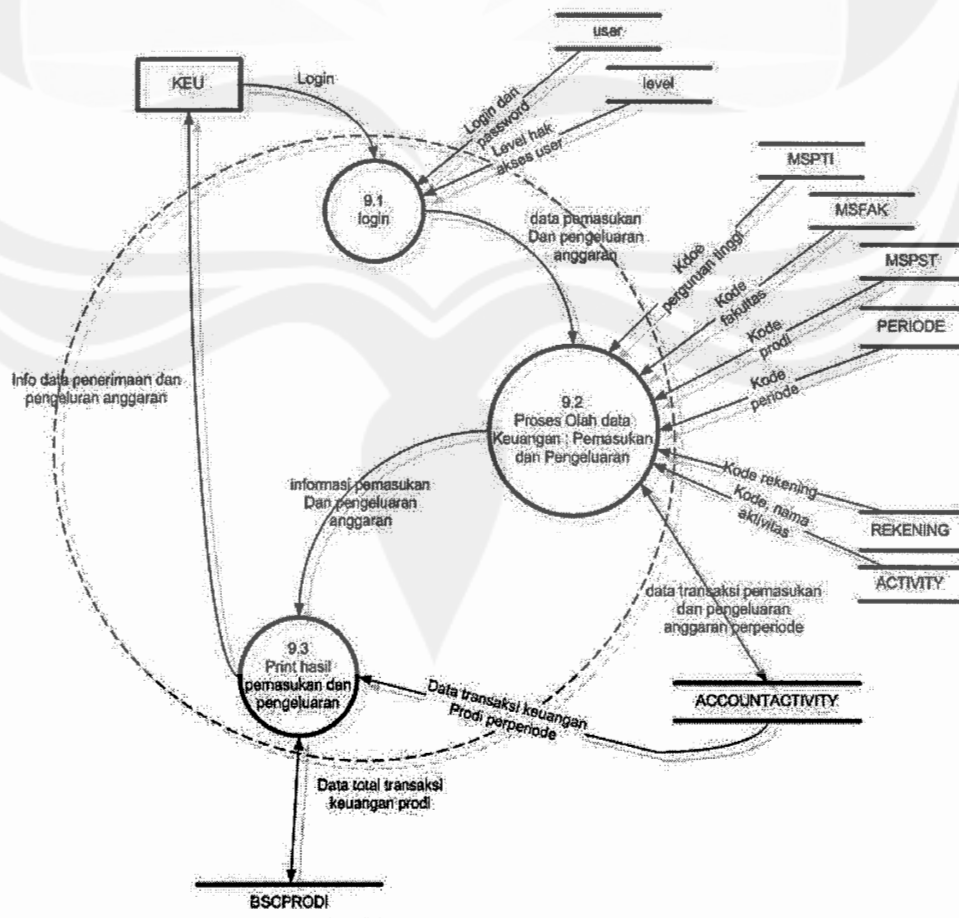 user
KEU
Login
level
Login dan
password
Level hak
akses user
MSPTI
9.1
login
MSFAK
data pemasukan
Dan pengeluaran
anggaran
Kdoe
perguruan tinggi
MSPST
Kode
fakultas
Kode
prodi
PERIODE
Kode
periode
Info data penerimaan dan
pengeluran anggaran
9.2
Proses Olah data
Keuangan : Pemasukan
dan Pengeluaran
Kode rekening
Kode, nama
aktivitas
informasi pemasukan
Dan pengeluaran
anggaran
REKENING
ACTIVITY
data transaksi pemasukan
dan pengeluaran
anggaran perperiode
9.3
Print hasil
pemasukan dan
pengeluaran
Data transaksi keuangan
Prodi perperiode
ACCOUNTACTIVITY
Data total transaksi
keuangan prodi
BSCPRODI